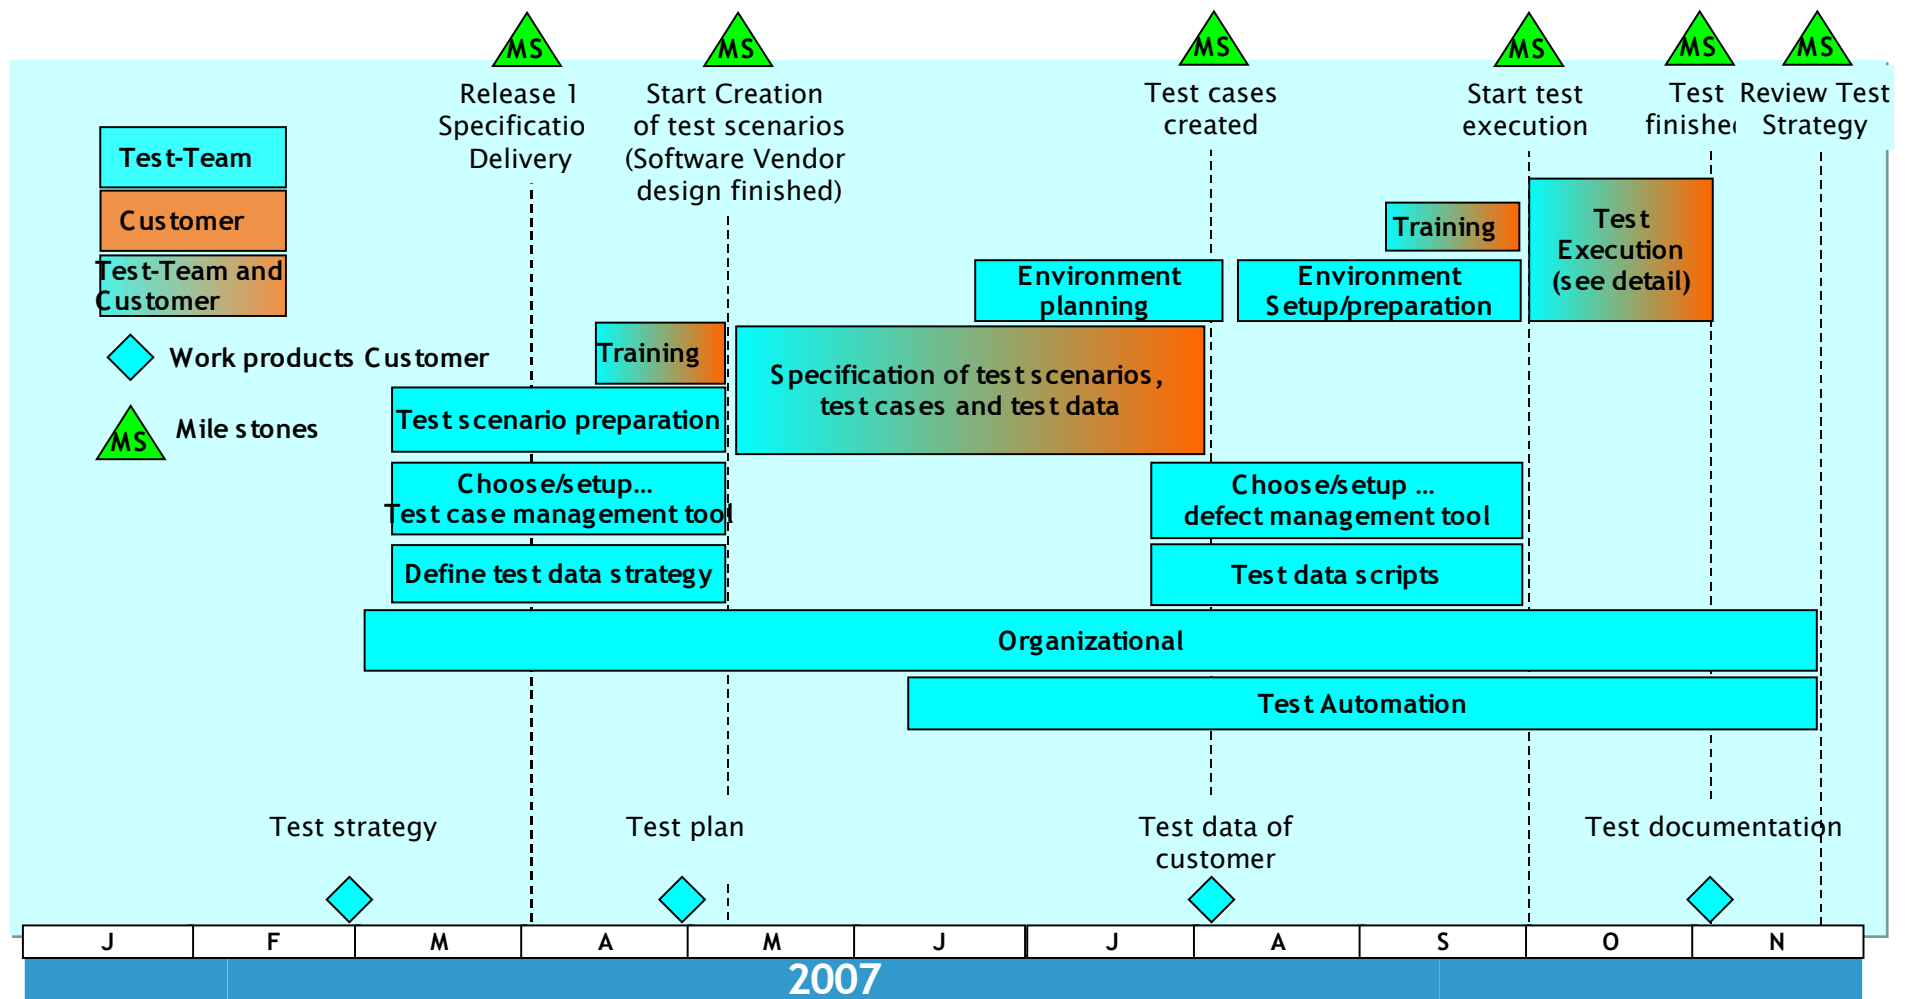 MS
MS
MS
MS
MS
MS
Release 1
Specificatio
Delivery
Start Creation
of test scenarios
(Software Vendor
design finished)
Test cases
created
Start test
execution
Test
finishe
Review Test
Strategy
Test-Team
Customer
Test-Team and
Customer
Work products Customer
MS
Mile stones
Training
Test
Execution
(see detail)
Environment
planning
Environment
Setup/preparation
Training
Specification of test scenarios,
test cases and test data
Test scenario preparation
Choose/setup...
Test case management tool
Choose/setup ...
defect management tool
Define test data strategy
Test data scripts
Organizational
Test Automation
Test strategy
Test plan
Test data of
customer
Test documentation
J F M A M J J A S O N
2007